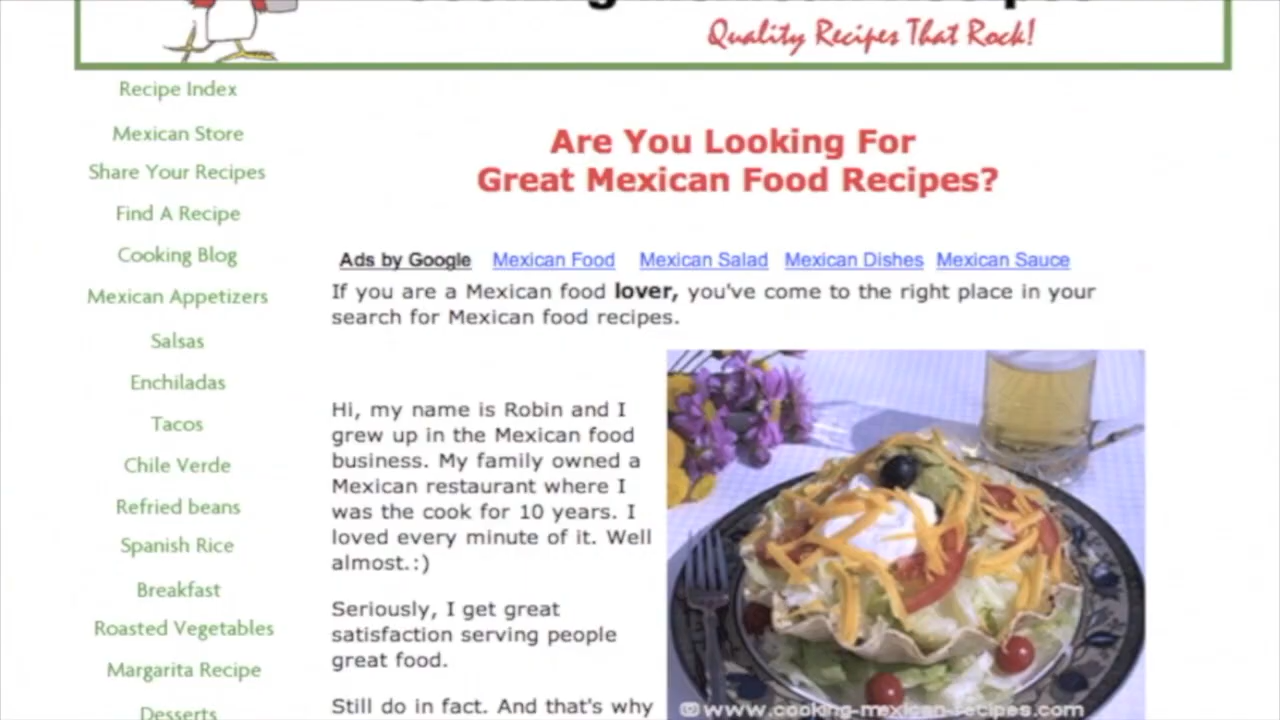 Quality Recipes That Rock!
Recipe Index
Mexican Store
Share Your Recipes
Find A Recipe
Cooking Blog
Mexican Appetizers
Salsas
Enchiladas
Tacos
Chile Verde
Refried beans
Spanish Rice
Breakfast
Roasted Vegetables
Margarita Recipe
Desserts
Are You Looking For
Great Mexican Food Recipes?
Ads by Google Mexican Food Mexican Salad Mexican Dishes Mexican Sauce
If you are a Mexican food lover, you've come to the right place in your
search for Mexican food recipes.
Hi, my name is Robin and I
grew up in the Mexican food
business. My family owned a
Mexican restaurant where I
was the cook for 10 years. I
loved every minute of it. Well
almost.:)
Seriously, I get great
satisfaction serving people
great food.
Still do in fact. And that's why
©www.cooking-mexican-recipes.com